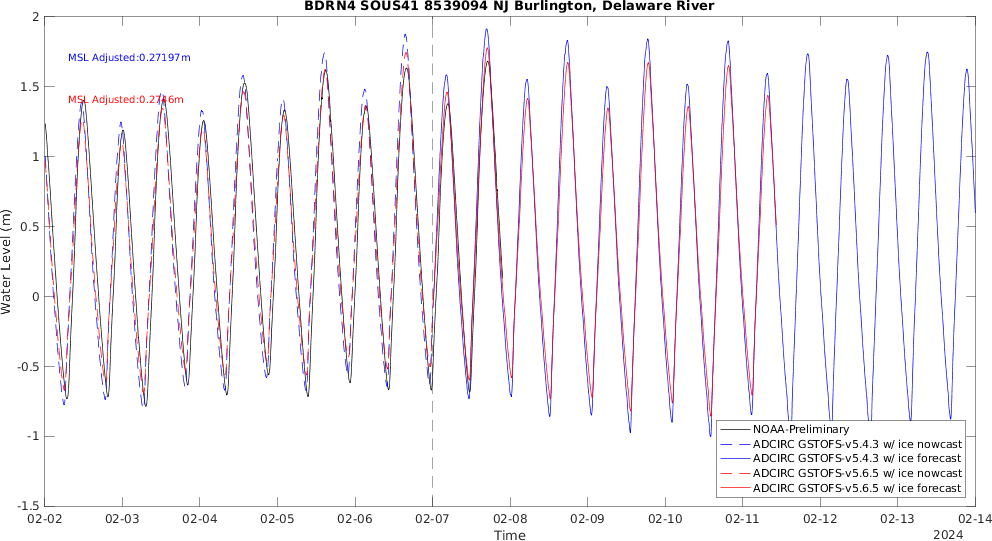 BDRN4 SOUS41 8539094 NJ Burlington, Delaware River
MSL Adjusted:0.27197m
MSL Adjusted:
2
1.5
1
0.5
0
-0.5
-1
-1.5
Water Level (m)
NOAA-Preliminary
ADCIRC GSTOFS-v5.4.3 w/ ice nowcast
ADCIRC GSTOFS-v5.4.3 w/ ice forecast
ADCIRC GSTOFS-v5.6.5 w/ ice nowcast
ADCIRC GSTOFS-v5.6.5 w/ ice forecast
02-02 02-03 02-04 02-05 02-06 02-07 02-08 02-09 02-10 02-11 02-12 02-13 02-14
Time
2024